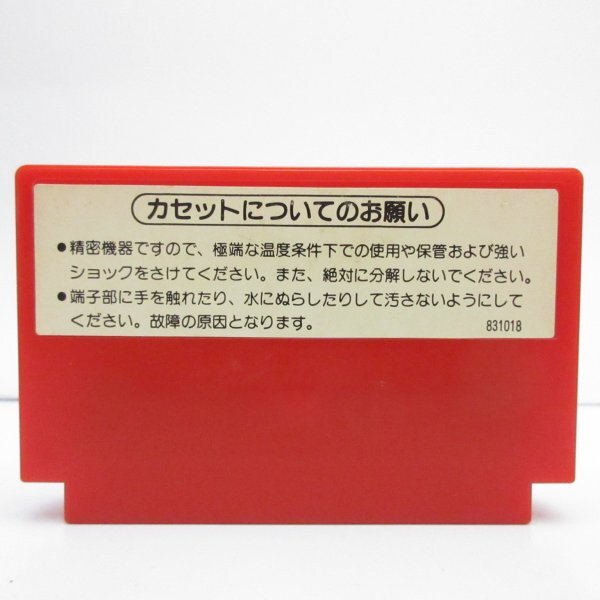 カセットについてのお願い
●精密機器ですので、極端な温度条件下での使用や保管および強い
ショックをさけてください。また、絶対に分解しないでください。
●端子部に手を触れたり、水にぬらしたりして汚さないようにして
ください。故障の原因となります。
831018